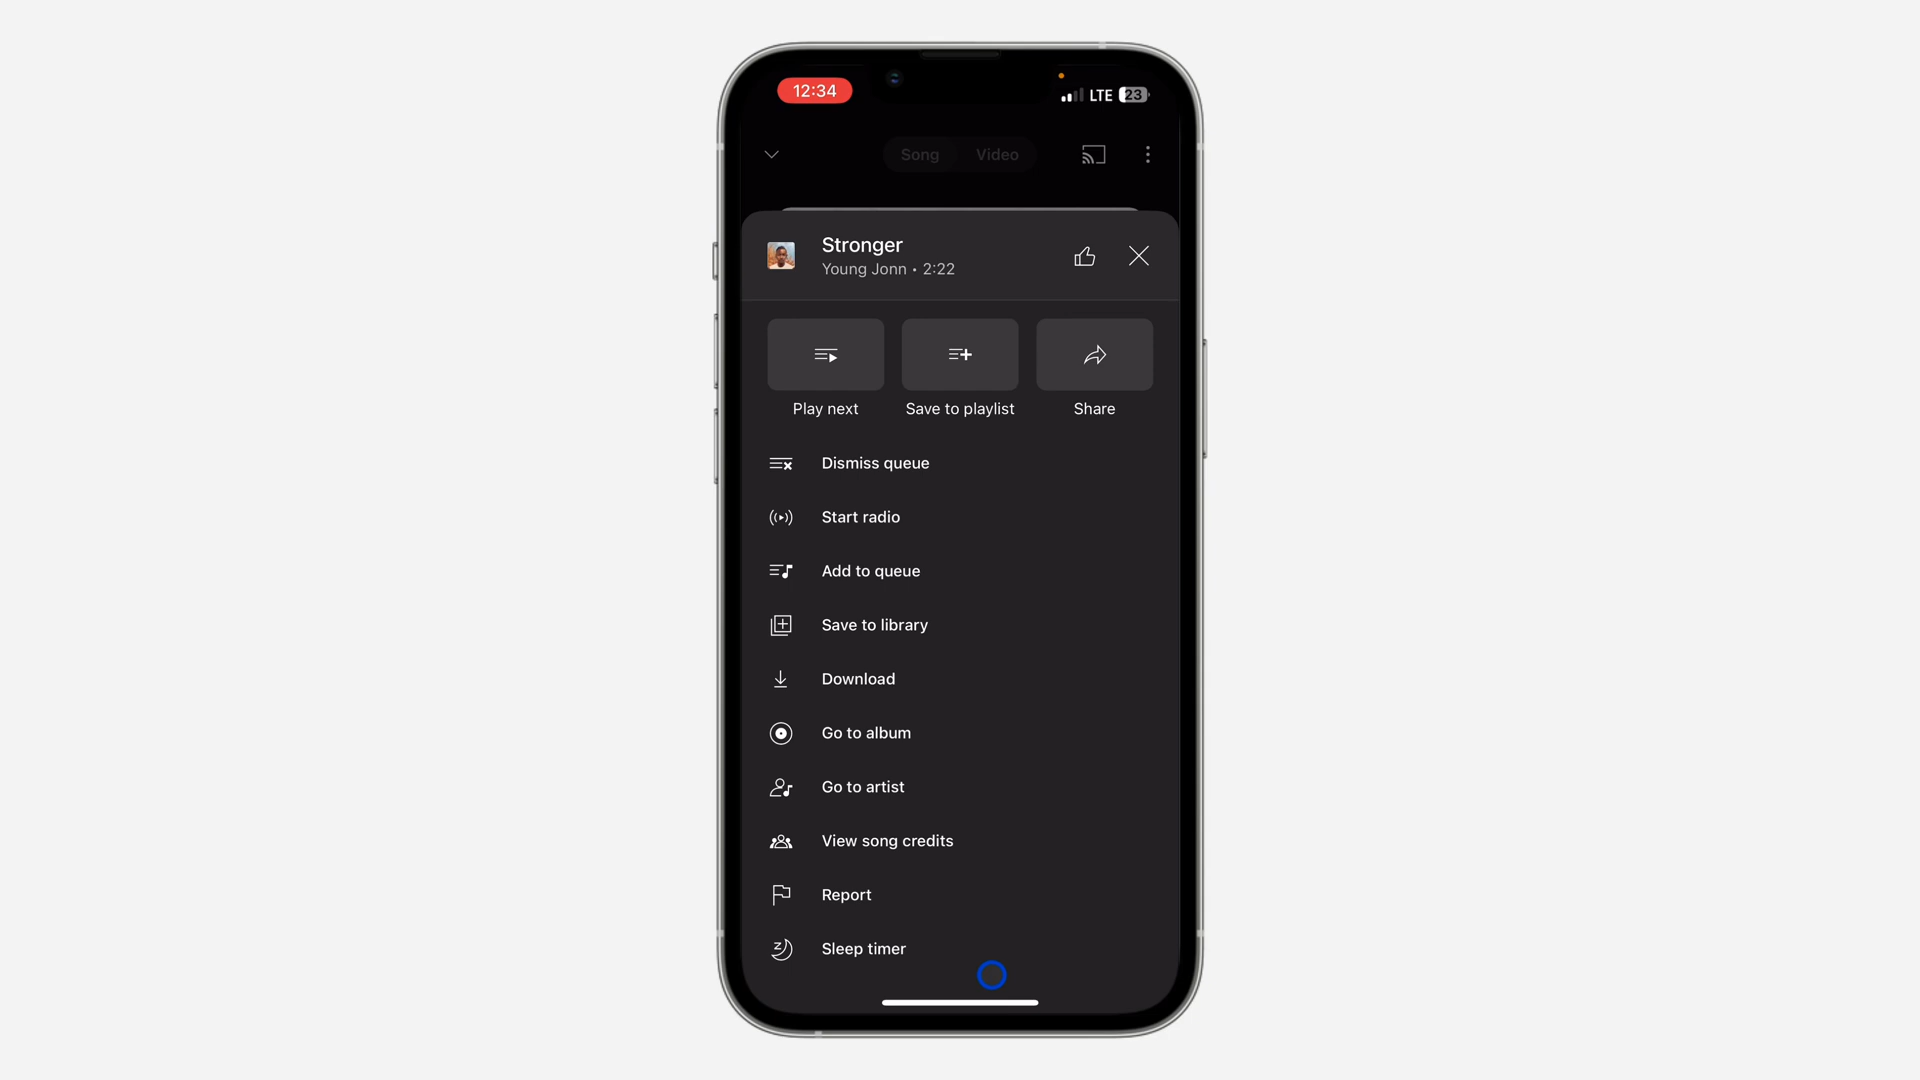 12:34
LTE 23
Song Video
Stronger
Young Jonn • 2:22
Play next Save to playlist Share
Dismiss queue
Start radio
Add to queue
Save to library
Download
Go to album
Go to artist
View song credits
Report
Sleep timer